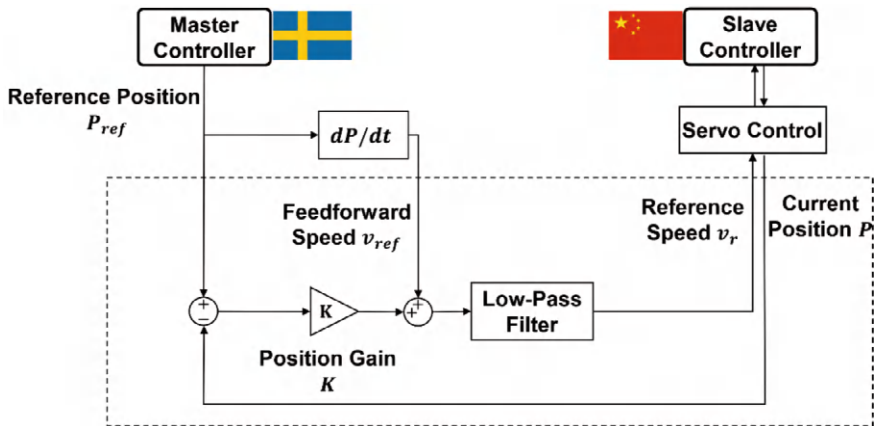 Master
Controller
Slave
Controller
Reference Position
P_ref
dP/dt
Servo Control
Feedforward
Speed v_ref
Reference
Speed v_r
Current
Position P
+
−
K
+
+
Low-Pass
Filter
Position Gain
K